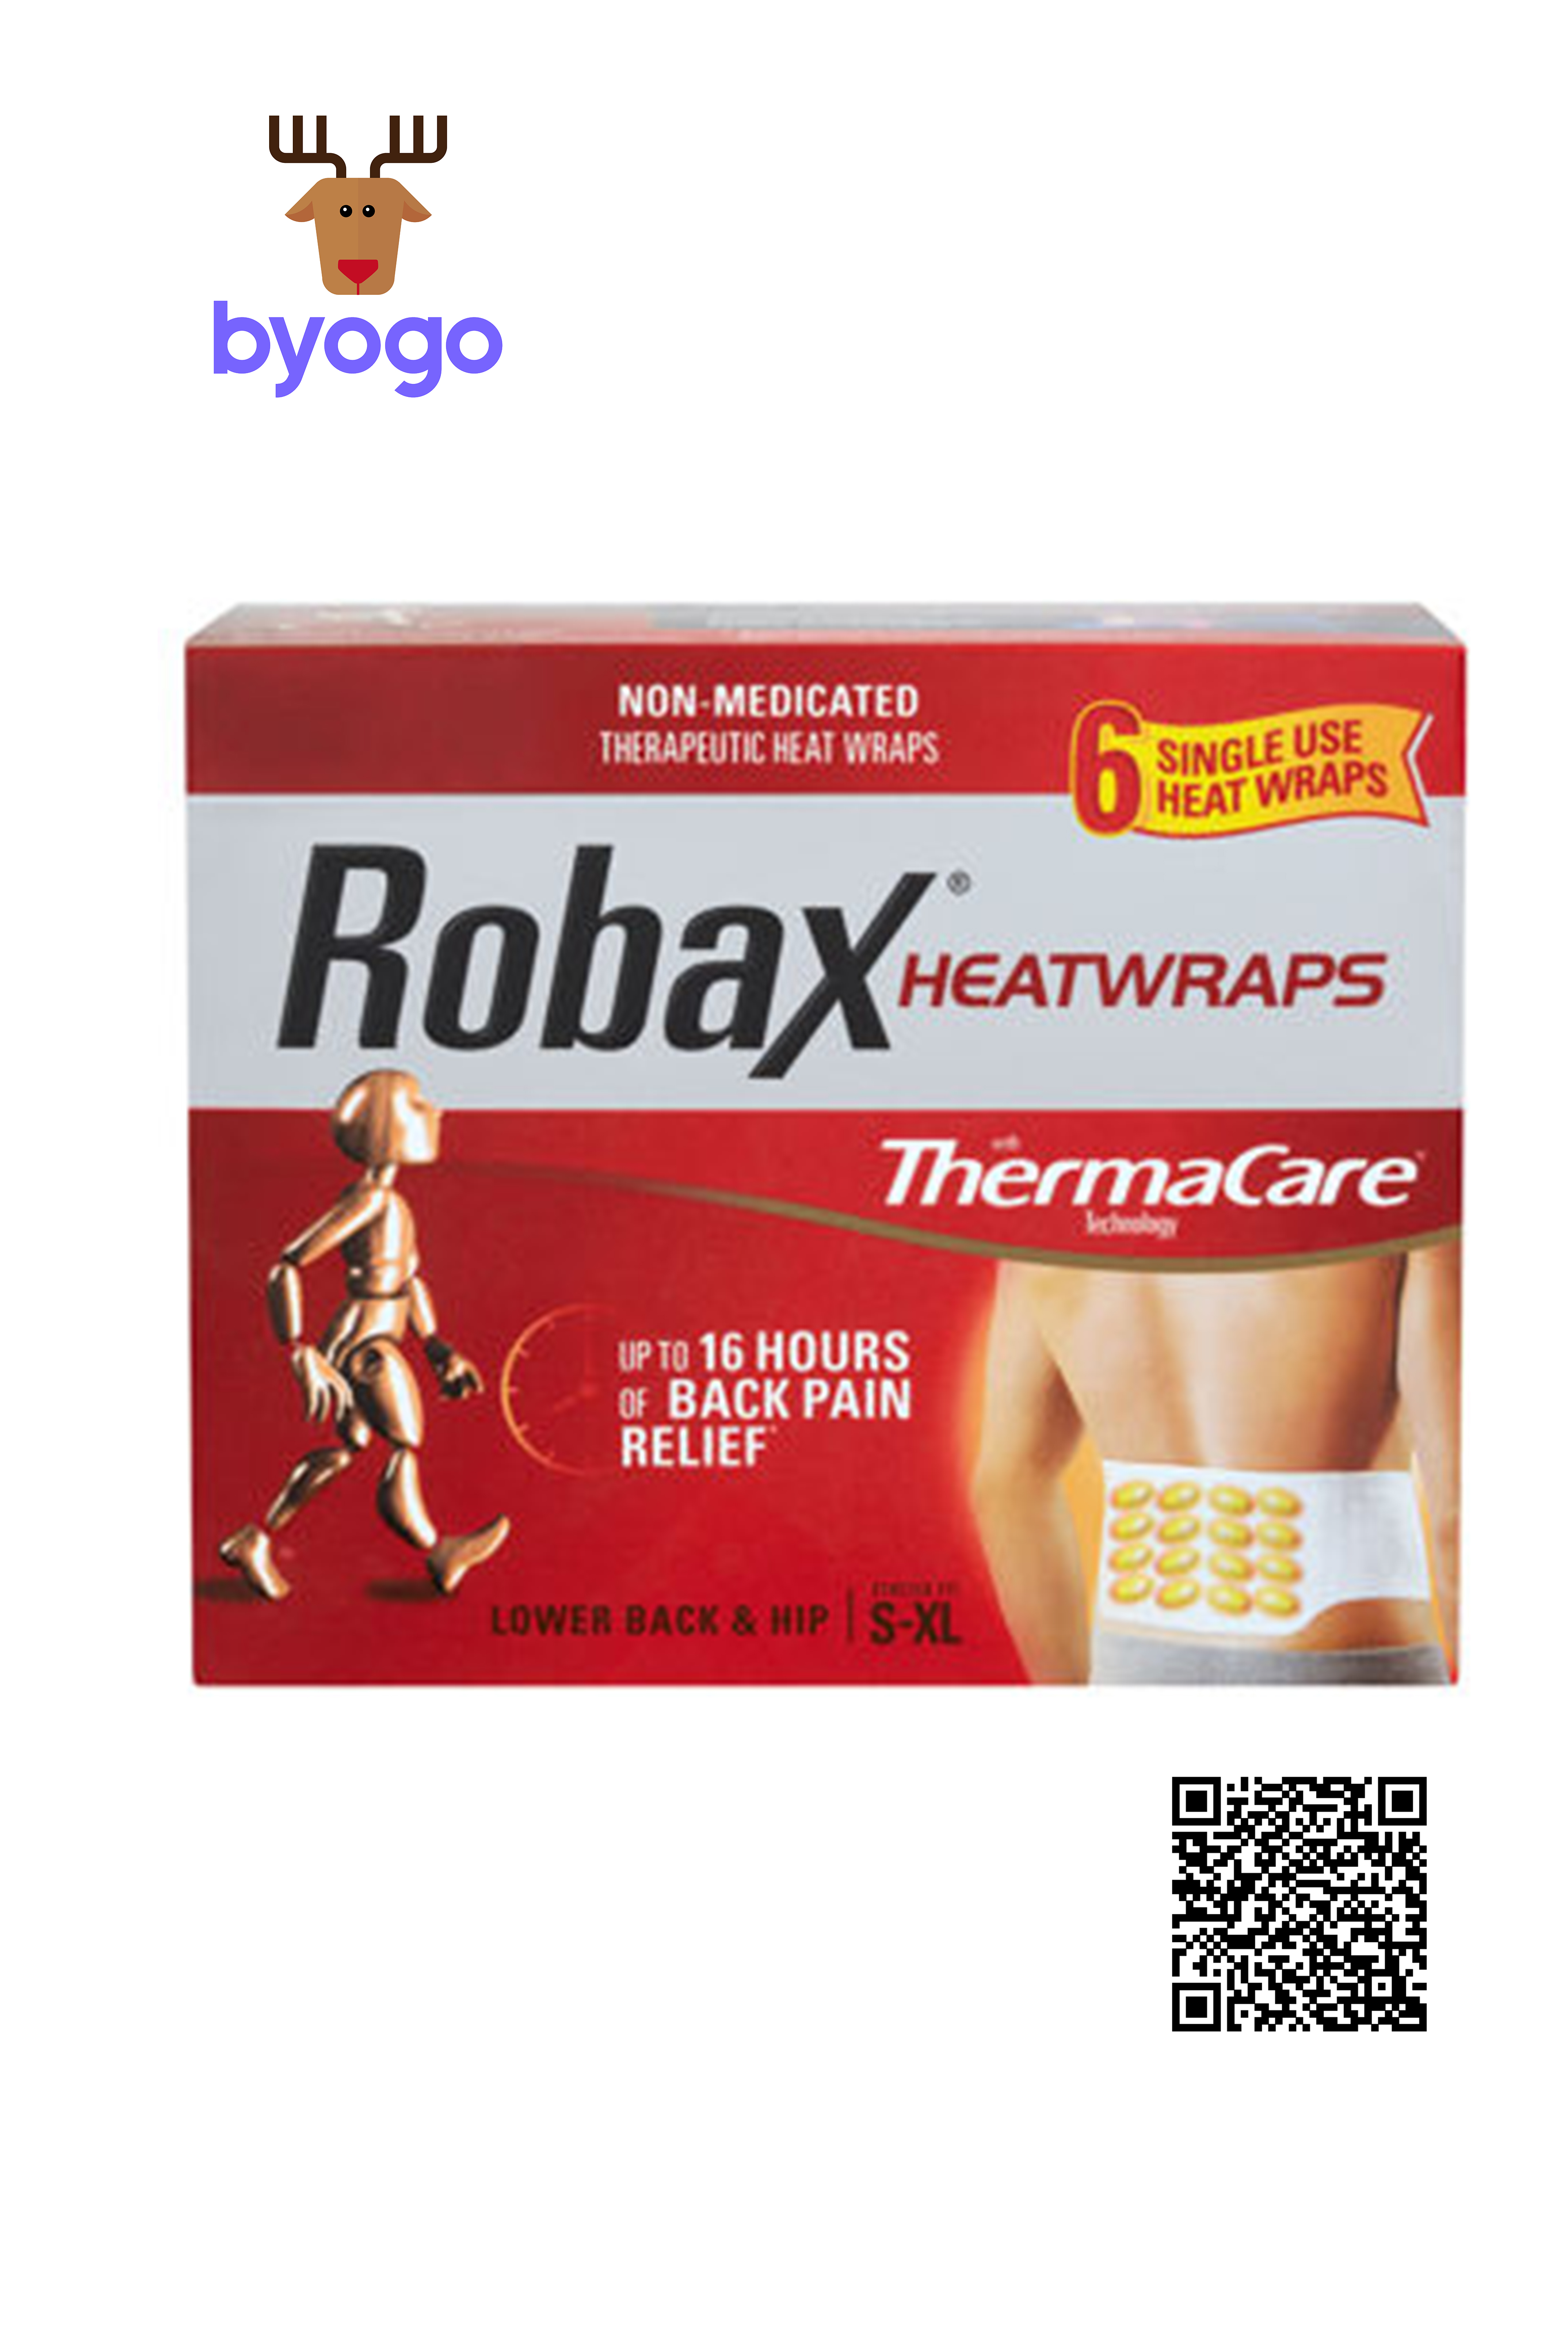 byogo
NON-MEDICATED
THERAPEUTIC HEAT WRAPS
6 SINGLE USE
HEAT WRAPS
Robax®
HEATWRAPS
with
ThermaCare
Technology
UP TO 16 HOURS
OF BACK PAIN
RELIEF*
LOWER BACK & HIP
S-XL